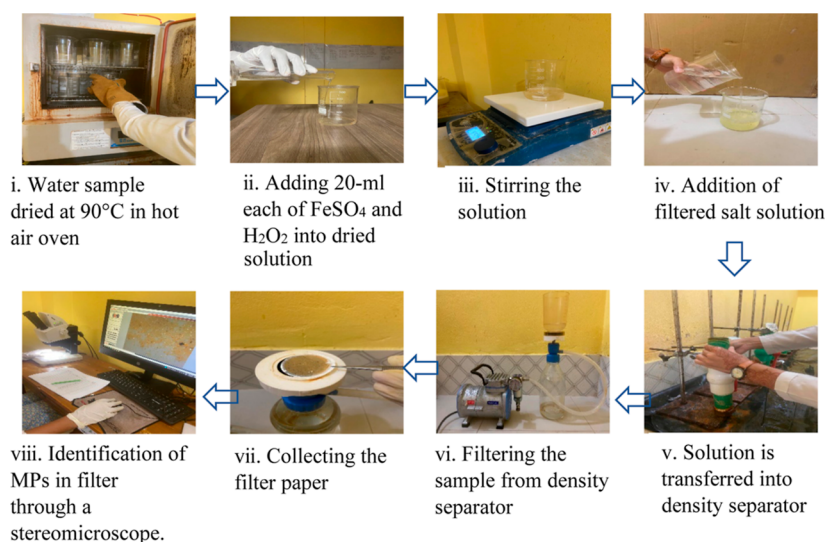 i. Water sample
dried at 90°C in hot
air oven
ii. Adding 20-ml
each of FeSO₄ and
H₂O₂ into dried
solution
iii. Stirring the
solution
iv. Addition of
filtered salt solution
v. Solution is
transferred into
density separator
vi. Filtering the
sample from density
separator
vii. Collecting the
filter paper
viii. Identification of
MPs in filter
through a
stereomicroscope.